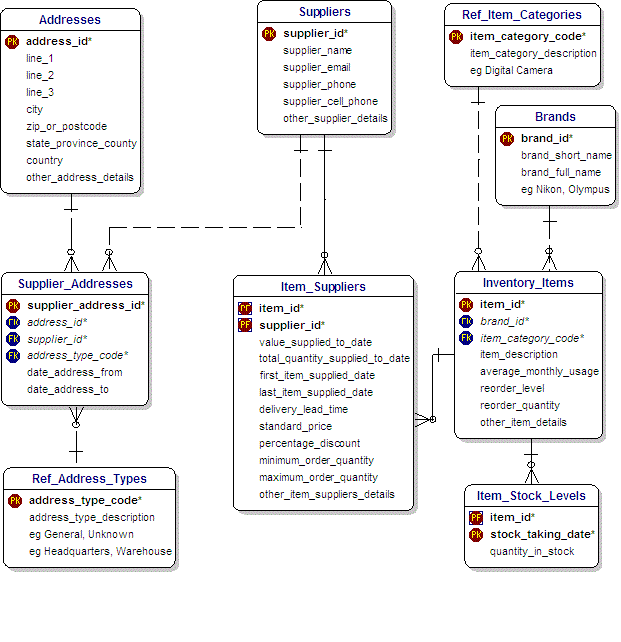 Addresses
PK address_id*
line_1
line_2
line_3
city
zip_or_postcode
state_province_county
country
other_address_details
Suppliers
PK supplier_id*
supplier_name
supplier_email
supplier_phone
supplier_cell_phone
other_supplier_details
Ref_Item_Categories
PK item_category_code*
item_category_description
eg Digital Camera
Brands
PK brand_id*
brand_short_name
brand_full_name
eg Nikon, Olympus
Supplier_Addresses
PK supplier_address_id*
FK address_id*
FK supplier_id*
FK address_type_code*
date_address_from
date_address_to
Item_Suppliers
PF item_id*
PF supplier_id*
value_supplied_to_date
total_quantity_supplied_to_date
first_item_supplied_date
last_item_supplied_date
delivery_lead_time
standard_price
percentage_discount
minimum_order_quantity
maximum_order_quantity
other_item_suppliers_details
Inventory_Items
PK item_id*
FK brand_id*
FK item_category_code*
item_description
average_monthly_usage
reorder_level
reorder_quantity
other_item_details
Ref_Address_Types
PK address_type_code*
address_type_description
eg General, Unknown
eg Headquarters, Warehouse
Item_Stock_Levels
PF item_id*
PK stock_taking_date*
quantity_in_stock